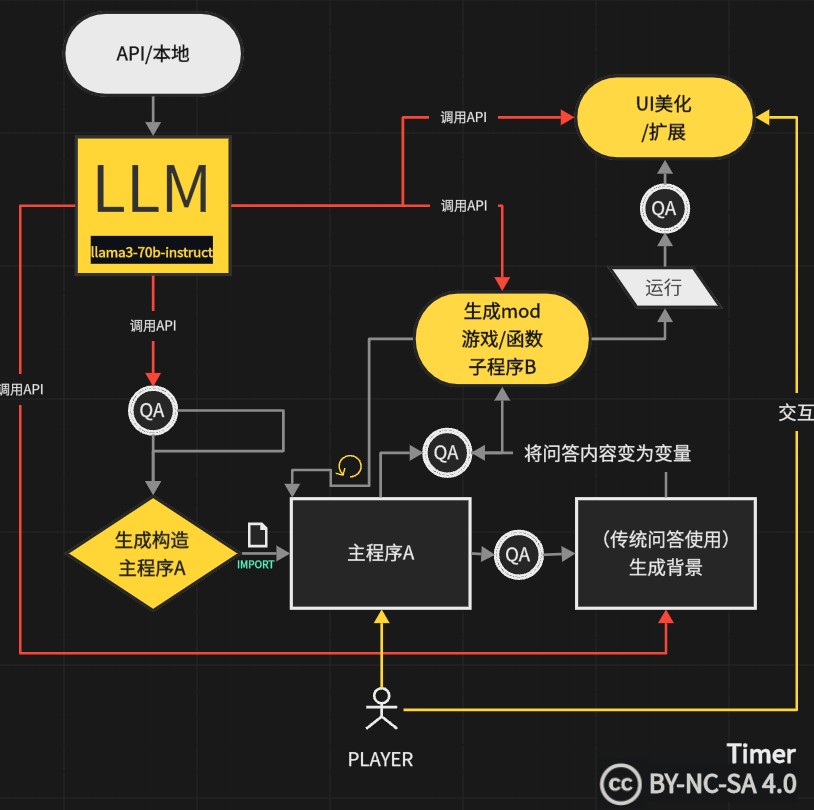 API/本地
LLM
llama3-70b-instruct
调用API
UI美化
/扩展
调用API
QA
运行
生成mod
游戏/函数
子程序B
调用API
调用API
交互
QA
QA
将问答内容变为变量
生成构造
主程序A
IMPORT
主程序A
QA
（传统问答使用）
生成背景
PLAYER
Timer
cc BY-NC-SA 4.0